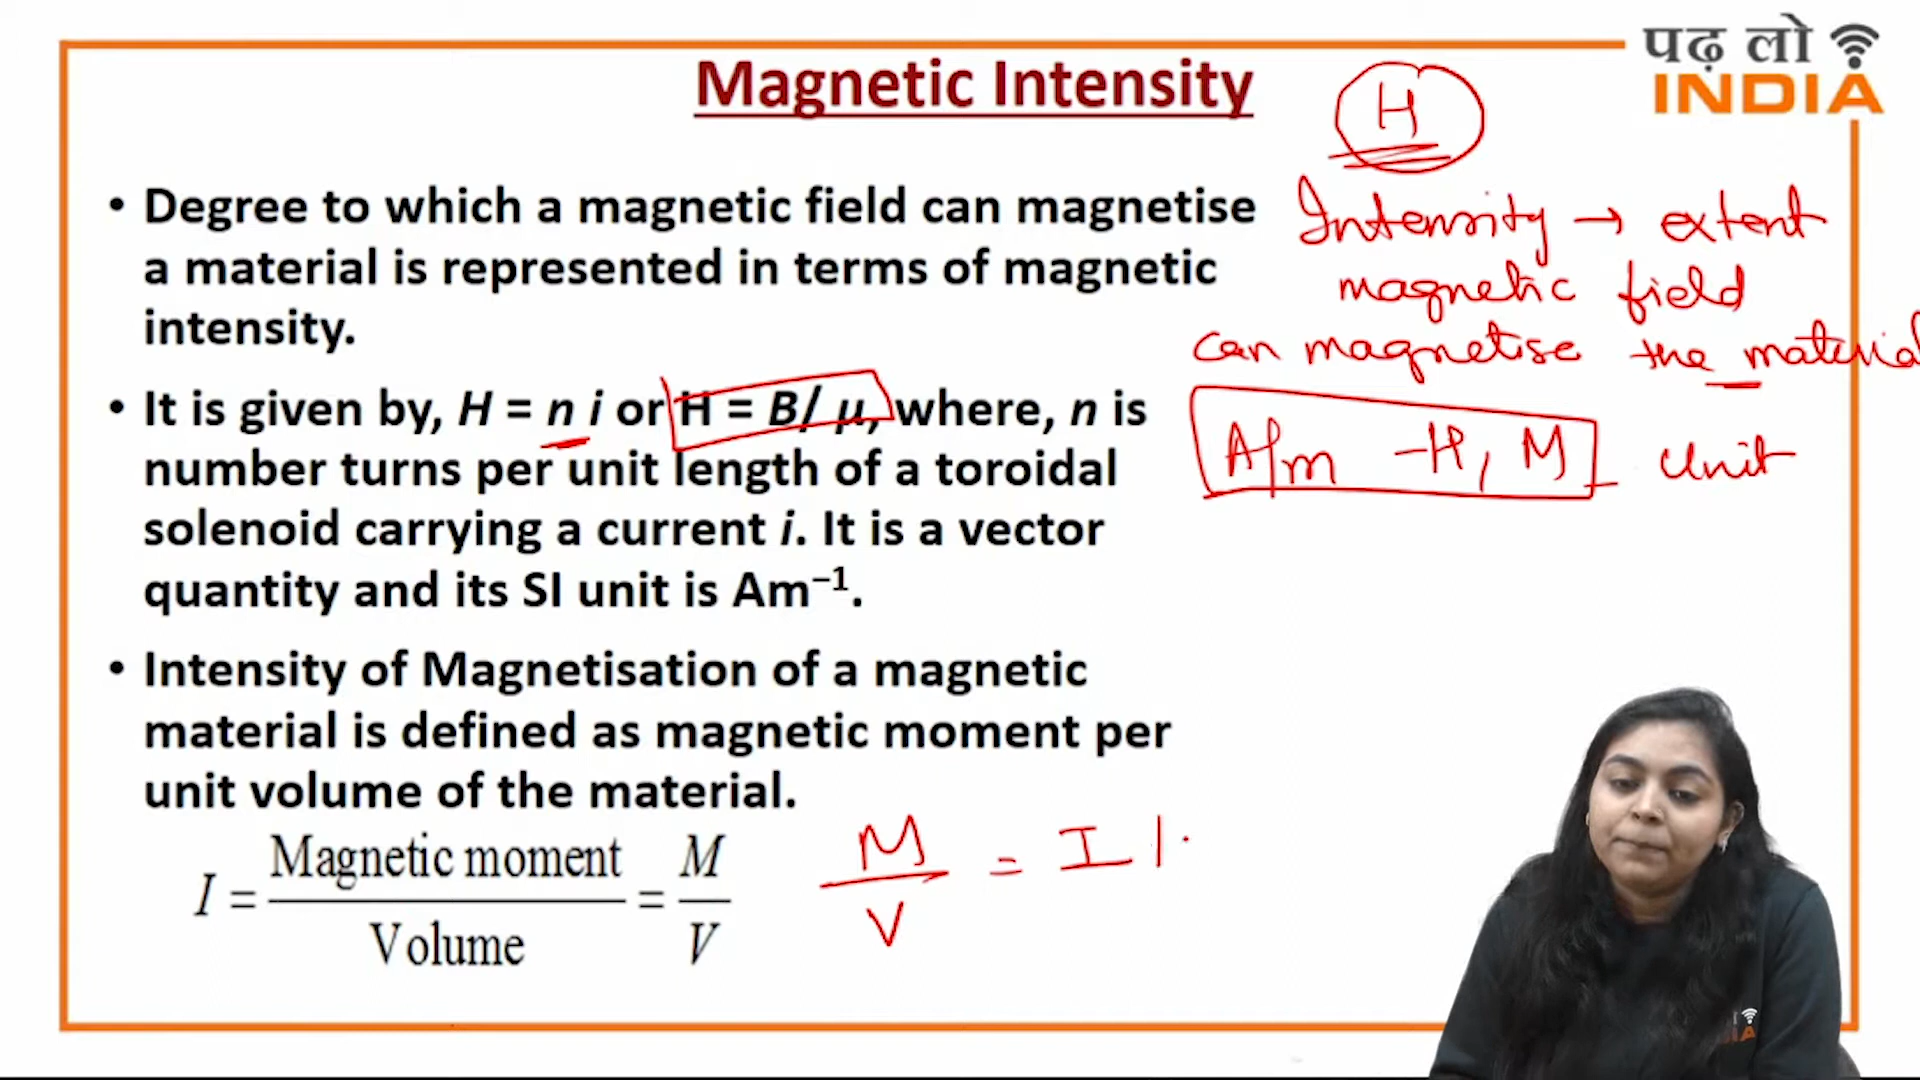 पढ़ लो
INDIA
Magnetic Intensity
H
• Degree to which a magnetic field can magnetise
a material is represented in terms of magnetic
intensity.
Intensity → extent
magnetic field
can magnetise the material
• It is given by, H = n i or H = B/ μ, where, n is
number turns per unit length of a toroidal
solenoid carrying a current i. It is a vector
quantity and its SI unit is Am⁻¹.
A/m - H, M unit
• Intensity of Magnetisation of a magnetic
material is defined as magnetic moment per
unit volume of the material.
I = Magnetic moment / Volume = M / V
M / V = I